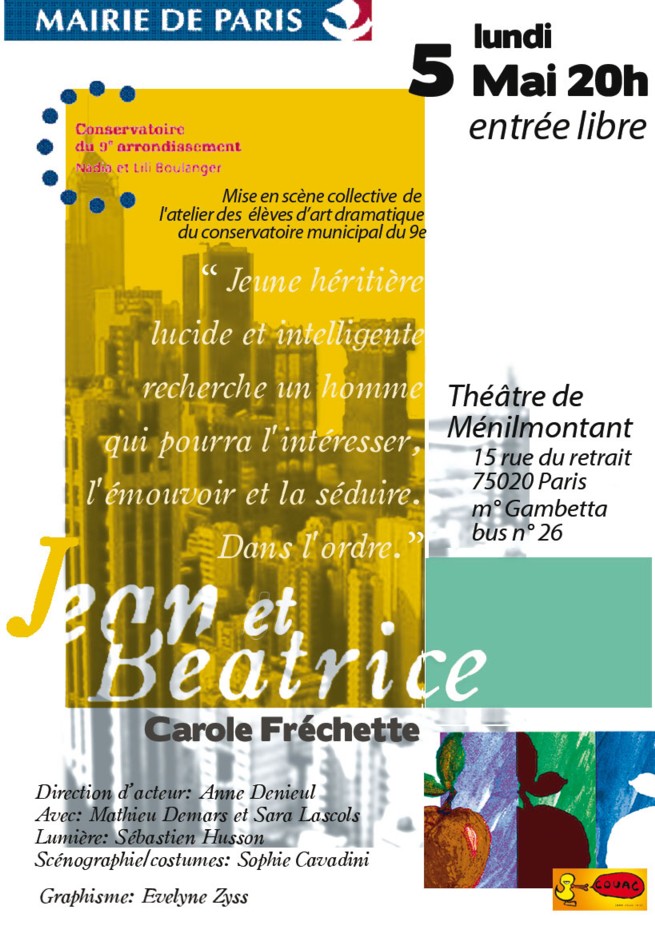 MAIRIE DE PARIS
lundi
5 Mai 20h
entrée libre
Conservatoire
du 9e arrondissement
Nadia et Lili Boulanger
Mise en scène collective de
l'atelier des élèves d'art dramatique
du conservatoire municipal du 9e
“ Jeune héritière
lucide et intelligente
recherche un homme
qui pourra l'intéresser,
l'émouvoir et la séduire.
Dans l'ordre.”
Théâtre de
Ménilmontant
15 rue du retrait
75020 Paris
m° Gambetta
bus n° 26
Jean et
Beatrice
Carole Fréchette
Direction d'acteur: Anne Denieul
Avec: Mathieu Demars et Sara Lascols
Lumière: Sébastien Husson
Scénographie/costumes: Sophie Cavadini
Graphisme: Evelyne Zyss
COUAC